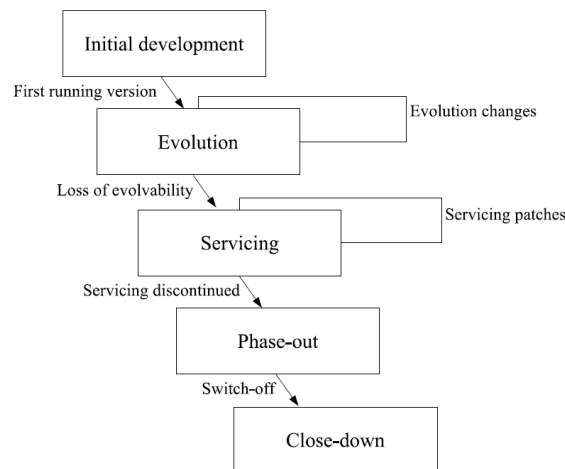 Initial development
First running version
Evolution changes
Evolution
Loss of evolvability
Servicing patches
Servicing
Servicing discontinued
Phase-out
Switch-off
Close-down